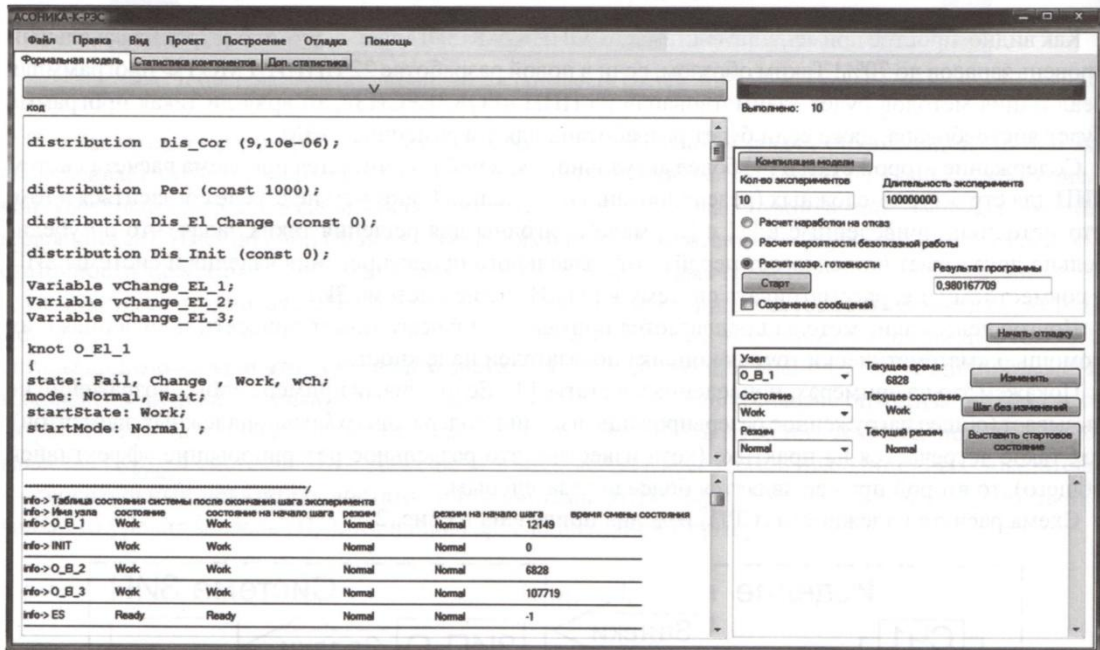 АСОНИКА-К-РЭС
Файл Правка Вид Проект Построение Отладка Помощь
Формальная модель Статистика компонентов Доп. статистика
код
distribution Dis_Cor (9,10e-06);
distribution Per (const 1000);
distribution Dis_El_Change (const 0);
distribution Dis_Init (const 0);
Variable vChange_EL_1;
Variable vChange_EL_2;
Variable vChange_EL_3;
knot O_El_1
{
state: Fail, Change , Work, wCh;
mode: Normal, Wait;
startState: Work;
startMode: Normal ;
info-> Таблица состояния системы после окончания шага эксперимента
info-> Имя узла состояние состояние на начало шага режим режим на начало шага время смены состояния
info-> O_El_1 Work Work Normal Normal 12149
info-> INIT Work Work Normal Normal 0
info-> O_El_2 Work Work Normal Normal 6828
info-> O_El_3 Work Work Normal Normal 107719
info-> ES Ready Ready Normal Normal -1
Выполнено: 10
Компиляция модели
Кол-во экспериментов Длительность эксперимента
100000000
Расчет наработки на отказ
Расчет вероятности безотказной работы
Расчет коэф. готовности
Старт
Результат программы
0,980167709
Сохранение сообщений
Начать отладку
Узел
O_El_1
Текущее время:
6828
Изменить
Состояние
Work
Текущее состояние
Work
Шаг без изменений
Режим
Normal
Текущий режим
Normal
Выставить стартовое состояние